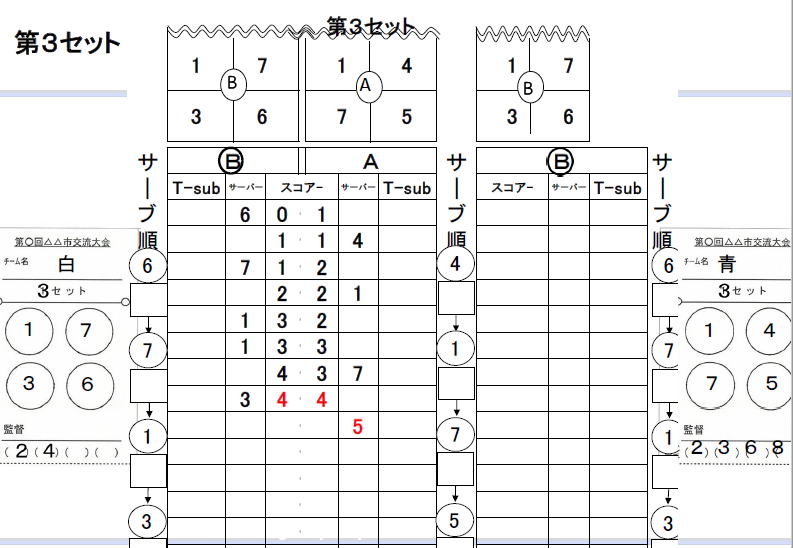 第３セット
第３セット
1 7 B 3 6
1 4 A 7 5
1 7 B 3 6
B A
B
T-sub サーバー スコアー サーバー T-sub
スコアー サーバー T-sub
6 0 1
1 1 4
7 1 2
2 2 1
1 3 2
1 3 3
4 3 7
3 4 4
5
サーブ順
6
7
1
3
サーブ順
4
1
7
5
サーブ順
6
7
1
3
第〇回△△市交流大会
チーム名 白
3セット
1 7
3 6
監督
(2)(4)( )( )
第〇回△△市交流大会
チーム名 青
3セット
1 4
7 5
監督
(2)(3)(6)(8